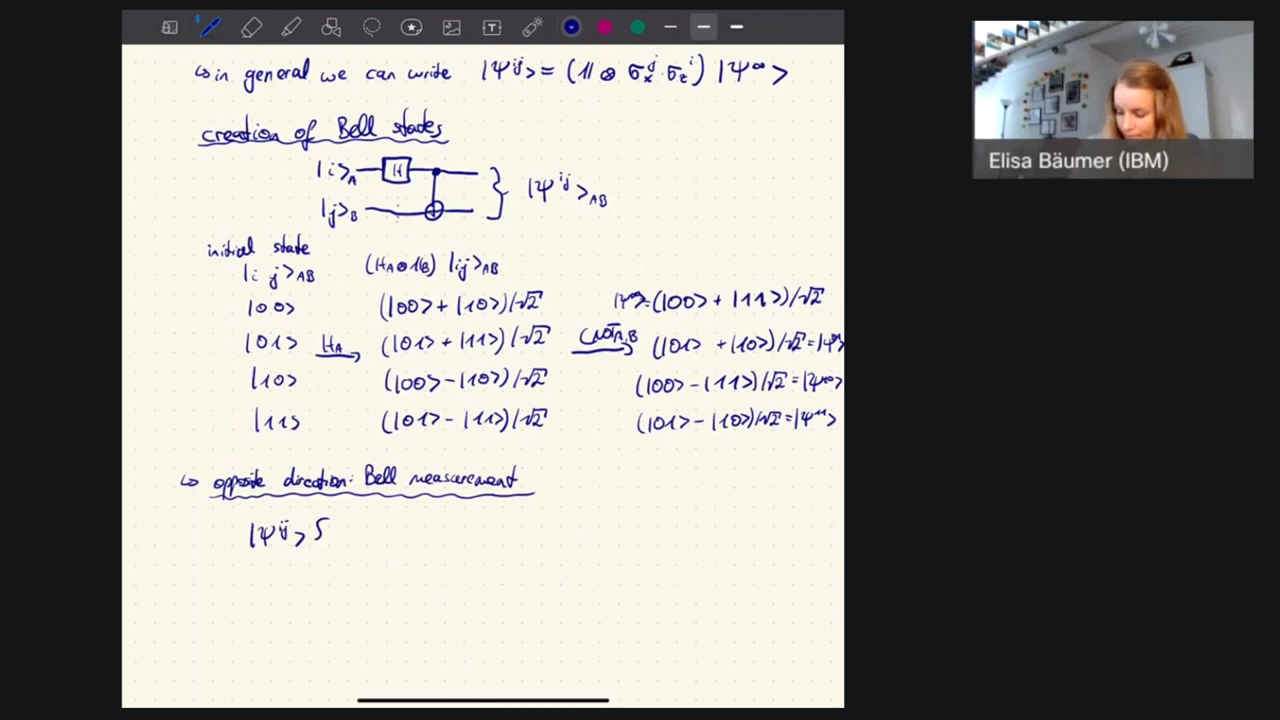 ↳ in general we can write |Ψ^ij> = (1 ⊗ σ_x^j · σ_z^i) |Ψ^00>
creation of Bell states
|i>_A H
|j>_B } |Ψ^ij>_AB
initial state
|i j>_AB (H_A⊗1_B) |ij>_AB
|00> (|00> + |10>)/√2 |Ψ^00> = (|00> + |11>)/√2
|01> H_A → (|01> + |11>)/√2 CNOT_A,B → (|01> + |10>)/√2 = |Ψ^01>
|10> (|00> - |10>)/√2 (|00> - |11>)/√2 = |Ψ^10>
|11> (|01> - |11>)/√2 (|01> - |10>)/√2 = |Ψ^11>
↳ opposite direction: Bell measurement
|Ψ^ij>
Elisa Bäumer (IBM)